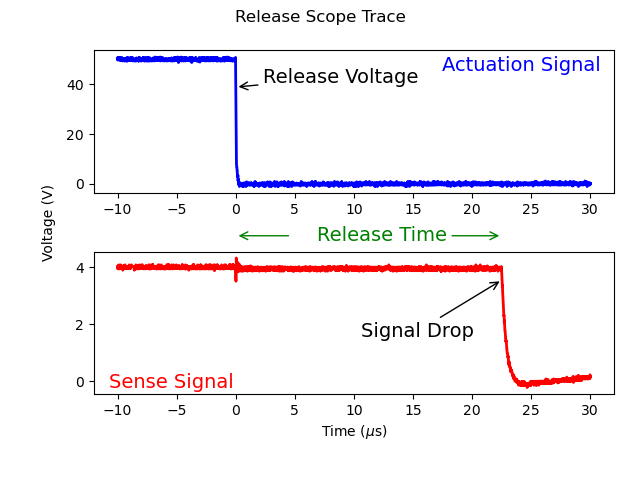 Release Scope Trace
Actuation Signal
Release Voltage
40
20
0
−10 −5 0 5 10 15 20 25 30
Voltage (V)
Release Time
4
2
0
Signal Drop
Sense Signal
−10 −5 0 5 10 15 20 25 30
Time (μs)